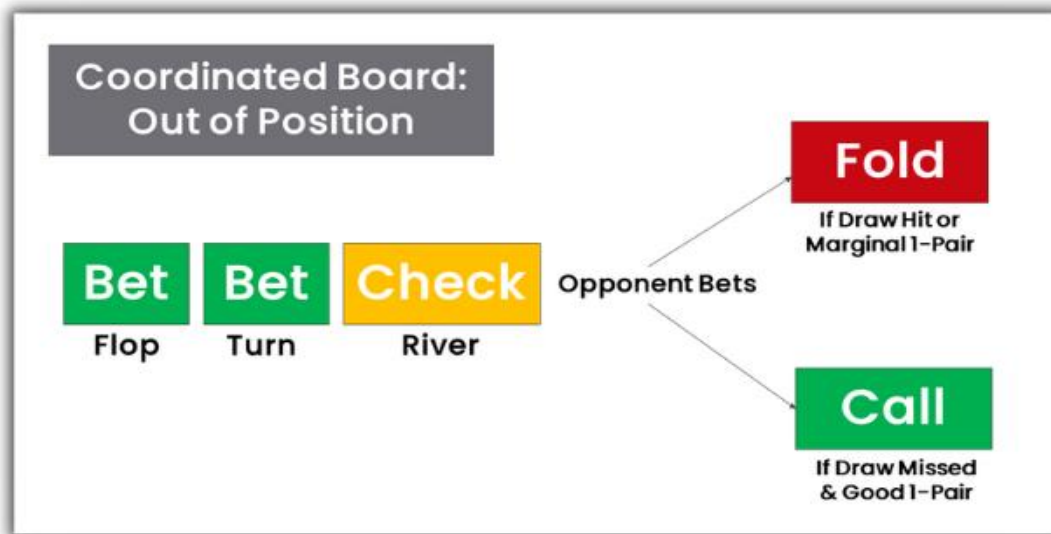 Coordinated Board:
Out of Position
Bet
Flop
Bet
Turn
Check
River
Opponent Bets
Fold
If Draw Hit or
Marginal 1-Pair
Call
If Draw Missed
& Good 1-Pair